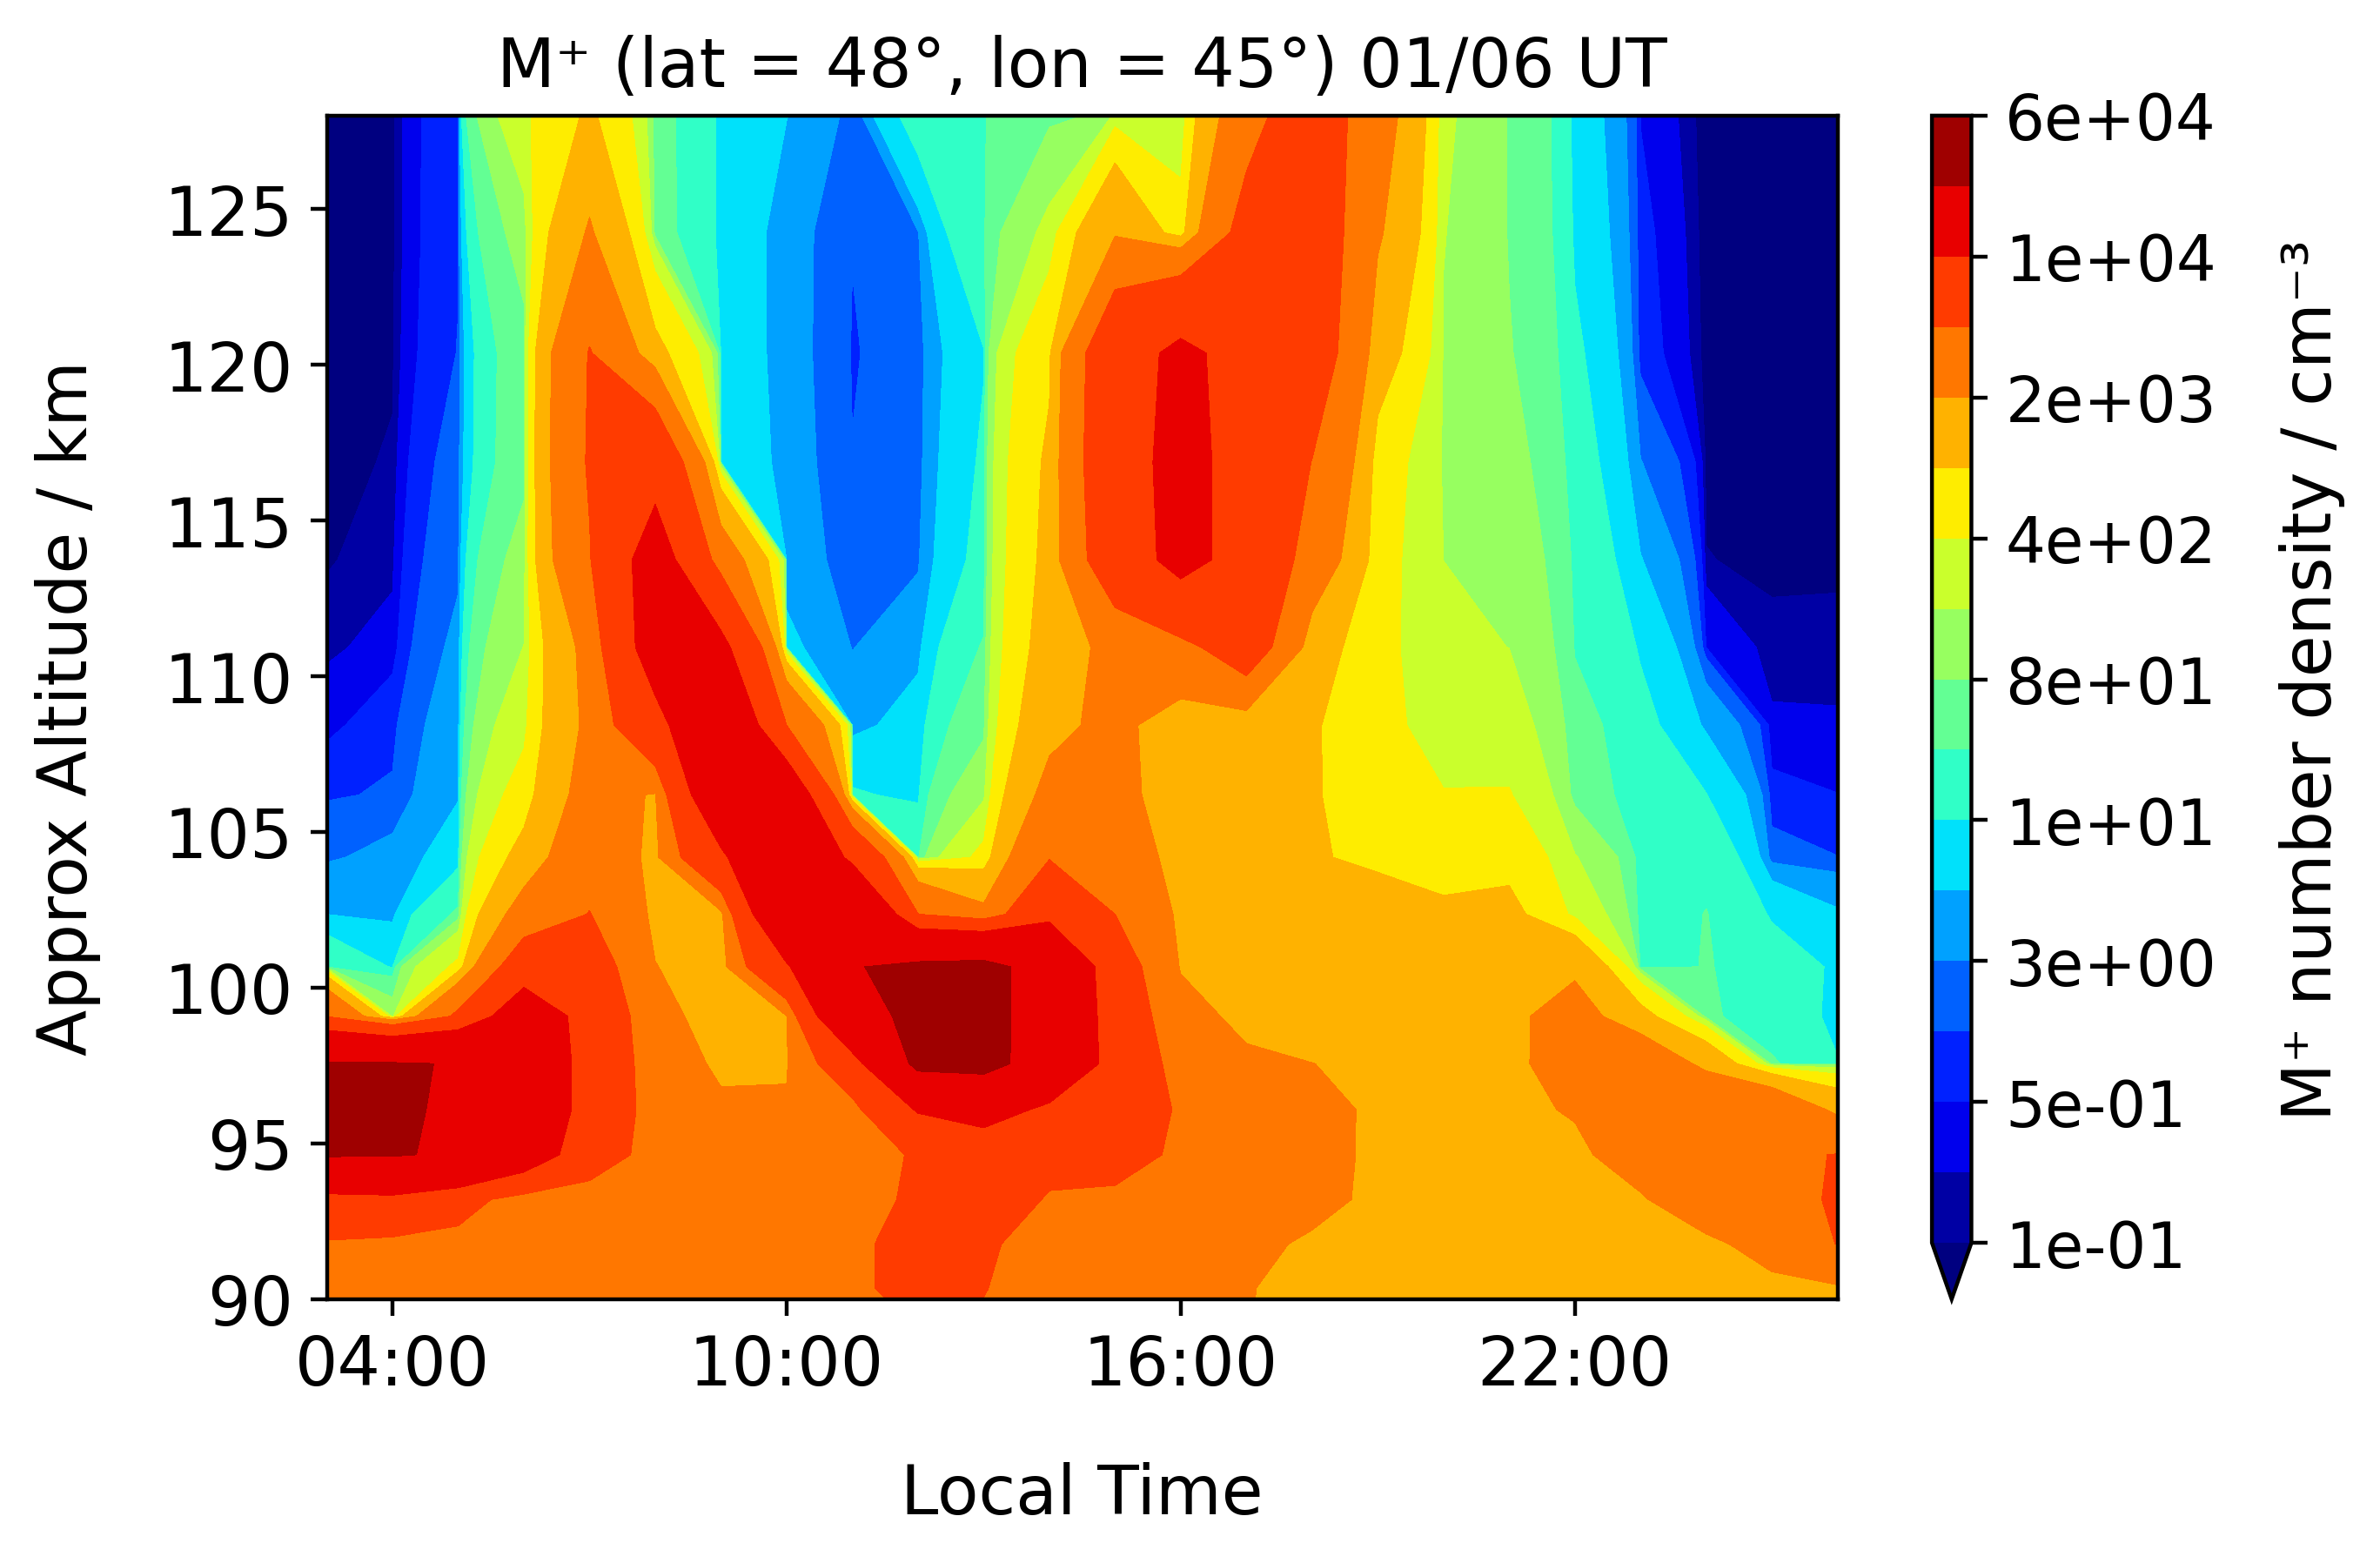 M⁺ (lat = 48°, lon = 45°) 01/06 UT
Approx Altitude / km
125
120
115
110
105
100
95
90
04:00
10:00
16:00
22:00
Local Time
6e+04
1e+04
2e+03
4e+02
8e+01
1e+01
3e+00
5e-01
1e-01
M⁺ number density / cm⁻³